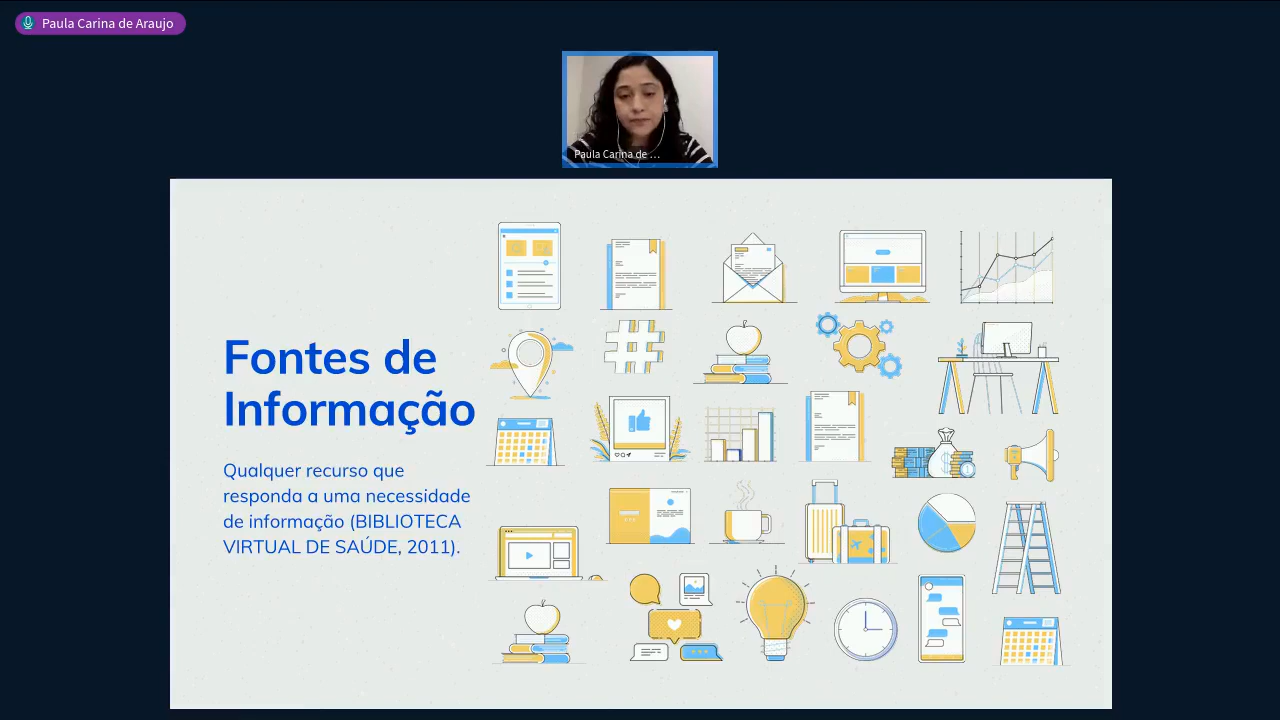 Paula Carina de Araujo
Paula Carina de ...
Fontes de
Informação
Qualquer recurso que
responda a uma necessidade
de informação (BIBLIOTECA
VIRTUAL DE SAÚDE, 2011).